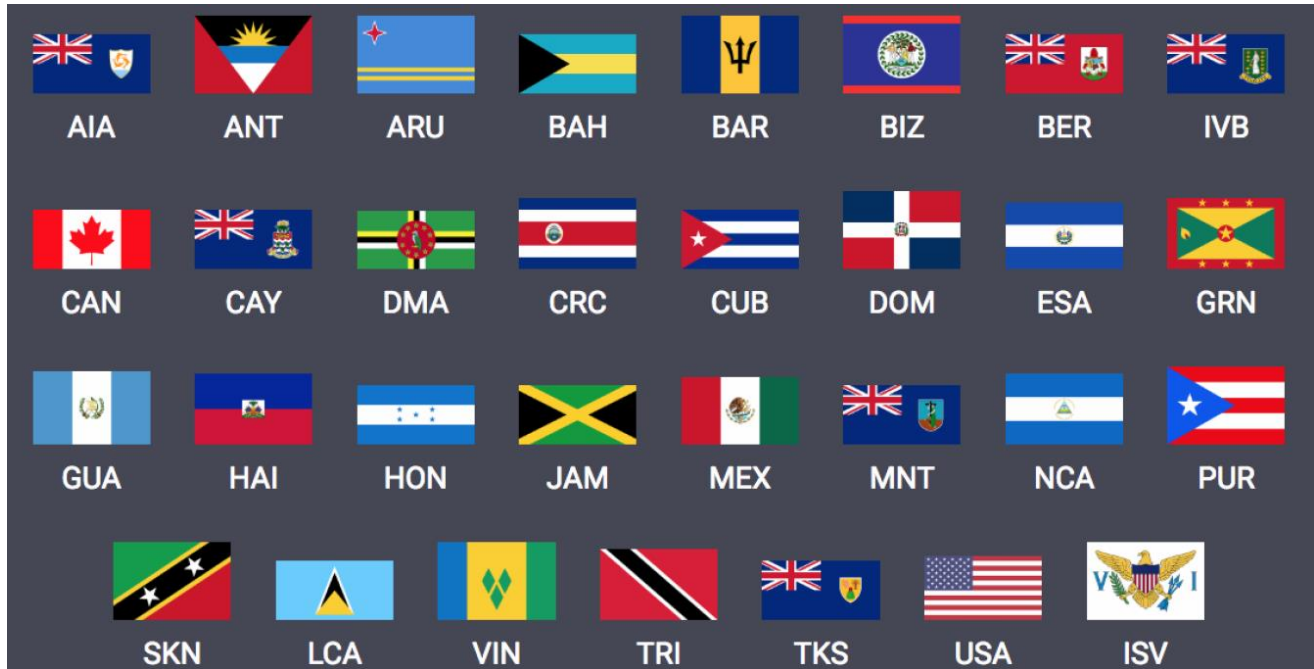 AIA ANT ARU BAH BAR BIZ BER IVB
CAN CAY DMA CRC CUB DOM ESA GRN
GUA HAI HON JAM MEX MNT NCA PUR
V I
SKN LCA VIN TRI TKS USA ISV